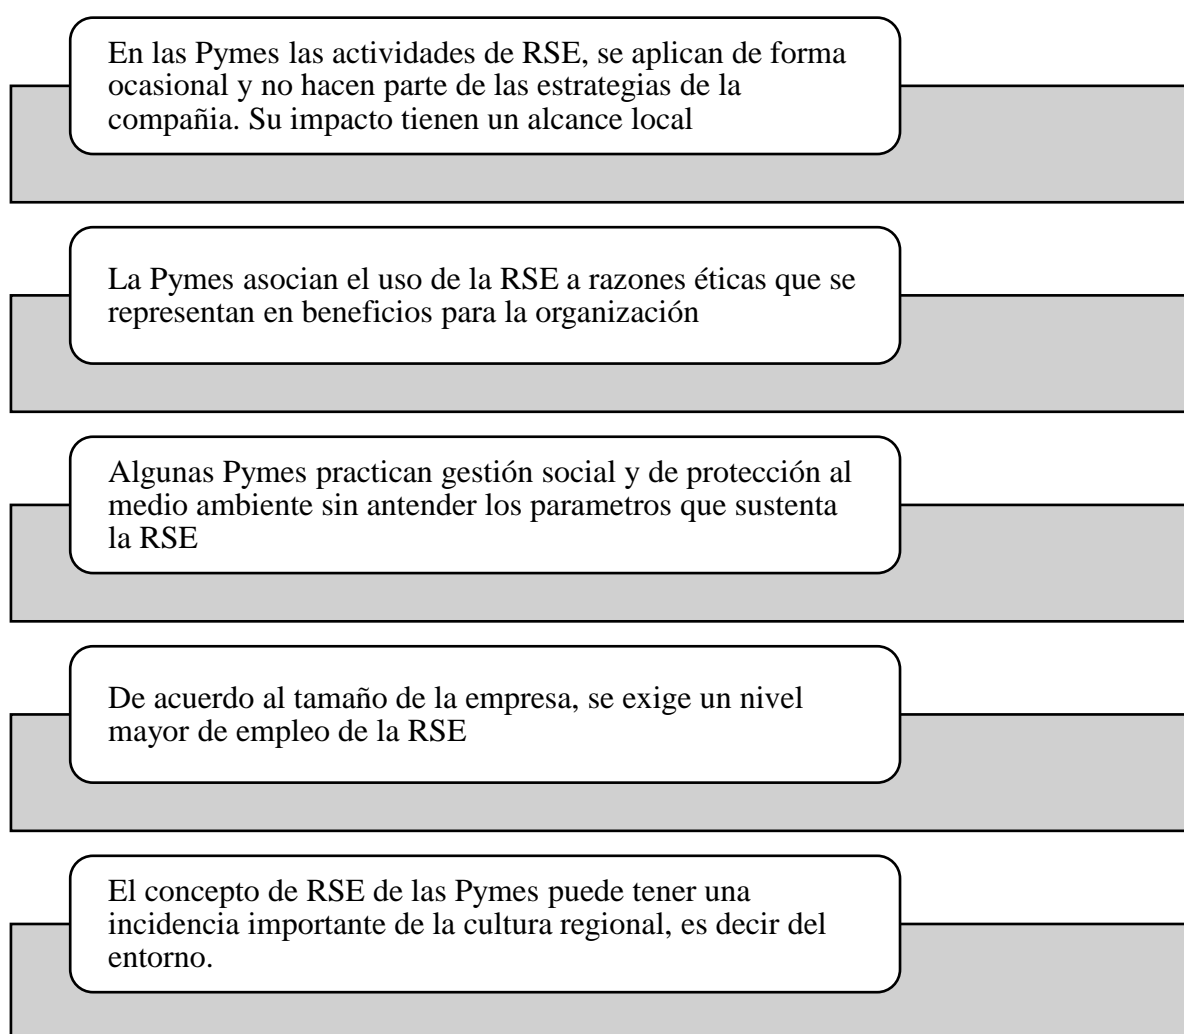 En las Pymes las actividades de RSE, se aplican de forma
ocasional y no hacen parte de las estrategias de la
compañia. Su impacto tienen un alcance local
La Pymes asocian el uso de la RSE a razones éticas que se
representan en beneficios para la organización
Algunas Pymes practican gestión social y de protección al
medio ambiente sin antender los parametros que sustenta
la RSE
De acuerdo al tamaño de la empresa, se exige un nivel
mayor de empleo de la RSE
El concepto de RSE de las Pymes puede tener una
incidencia importante de la cultura regional, es decir del
entorno.